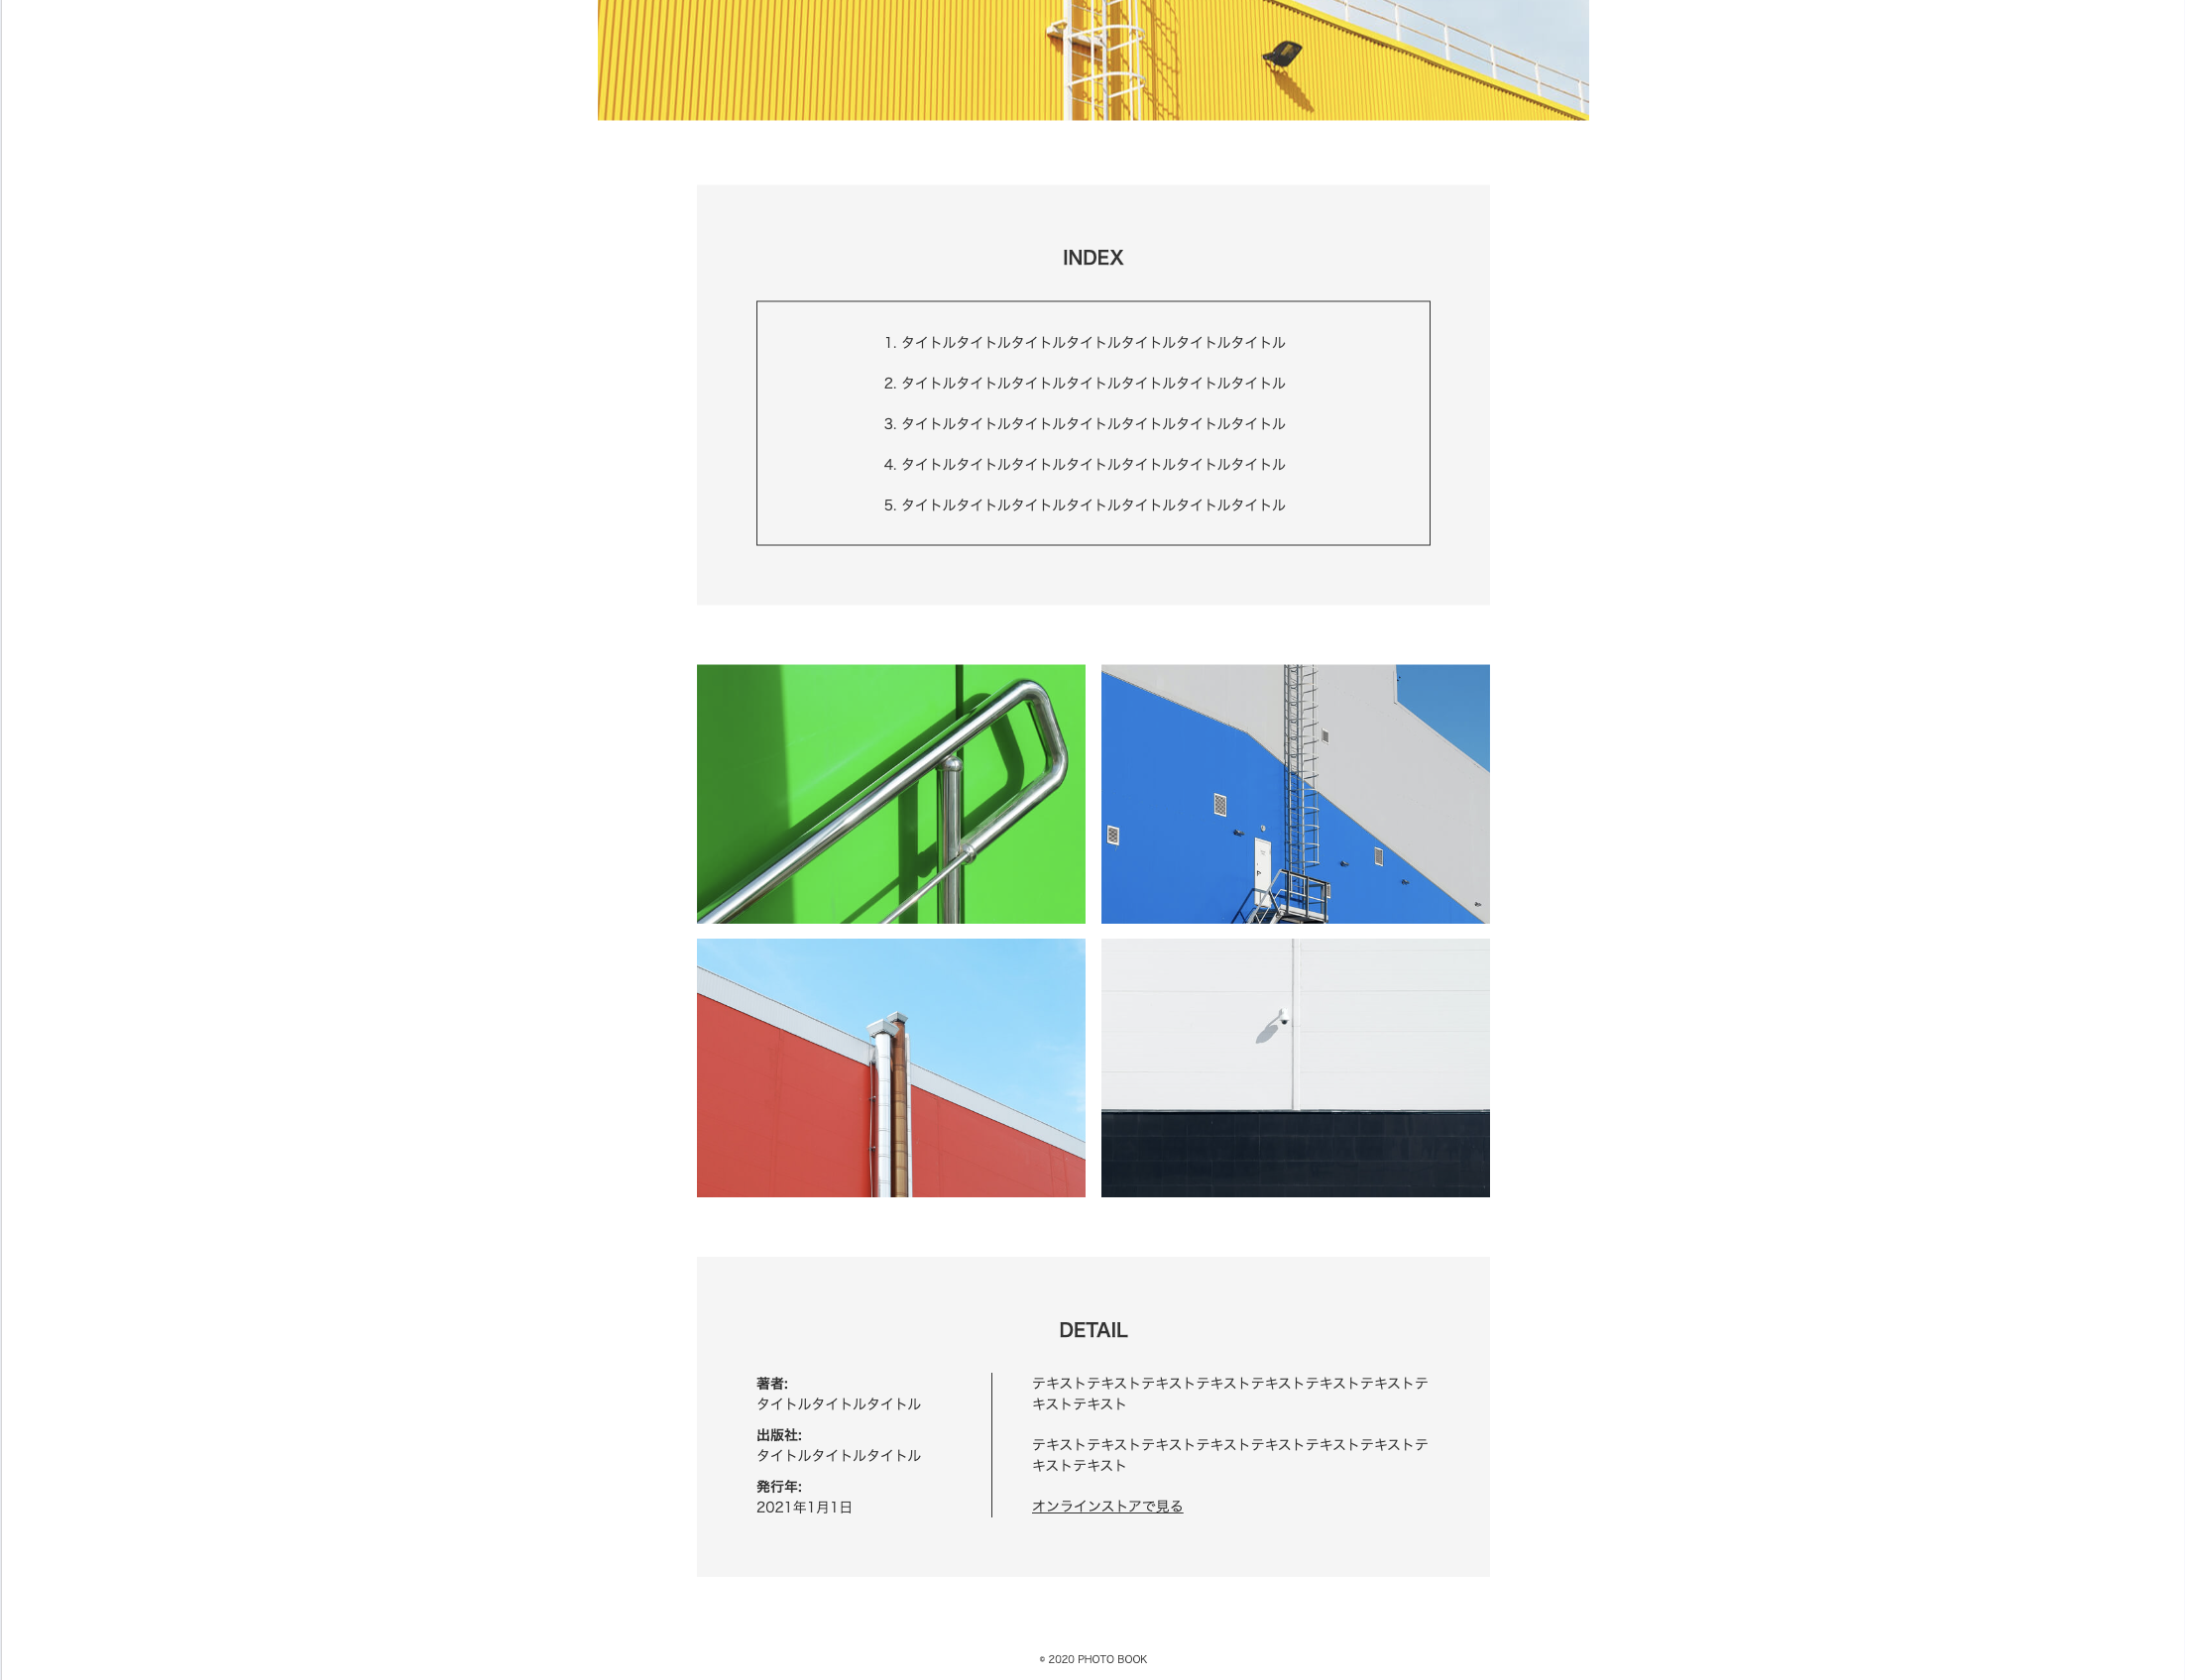 INDEX
1. タイトルタイトルタイトルタイトルタイトルタイトルタイトル
2. タイトルタイトルタイトルタイトルタイトルタイトルタイトル
3. タイトルタイトルタイトルタイトルタイトルタイトルタイトル
4. タイトルタイトルタイトルタイトルタイトルタイトルタイトル
5. タイトルタイトルタイトルタイトルタイトルタイトルタイトル
DETAIL
著者:
タイトルタイトルタイトル
出版社:
タイトルタイトルタイトル
発行年:
2021年1月1日
テキストテキストテキストテキストテキストテキストテキストテ
キストテキスト
テキストテキストテキストテキストテキストテキストテキストテ
キストテキスト
オンラインストアで見る
© 2020 PHOTO BOOK